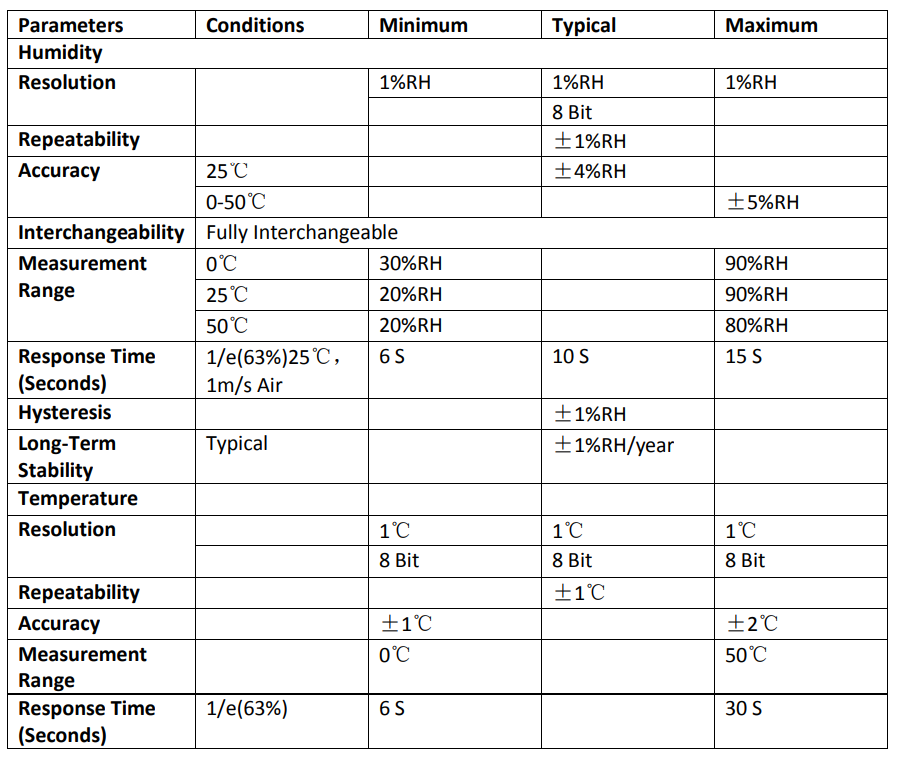 Parameters Conditions Minimum Typical Maximum
Humidity
Resolution 1%RH 1%RH 1%RH
8 Bit
Repeatability ±1%RH
Accuracy 25℃ ±4%RH
0-50℃ ±5%RH
Interchangeability Fully Interchangeable
Measurement 0℃ 30%RH 90%RH
Range 25℃ 20%RH 90%RH
50℃ 20%RH 80%RH
Response Time 1/e(63%)25℃, 6 S 10 S 15 S
(Seconds) 1m/s Air
Hysteresis ±1%RH
Long-Term Typical ±1%RH/year
Stability
Temperature
Resolution 1℃ 1℃ 1℃
8 Bit 8 Bit 8 Bit
Repeatability ±1℃
Accuracy ±1℃ ±2℃
Measurement 0℃ 50℃
Range
Response Time 1/e(63%) 6 S 30 S
(Seconds)